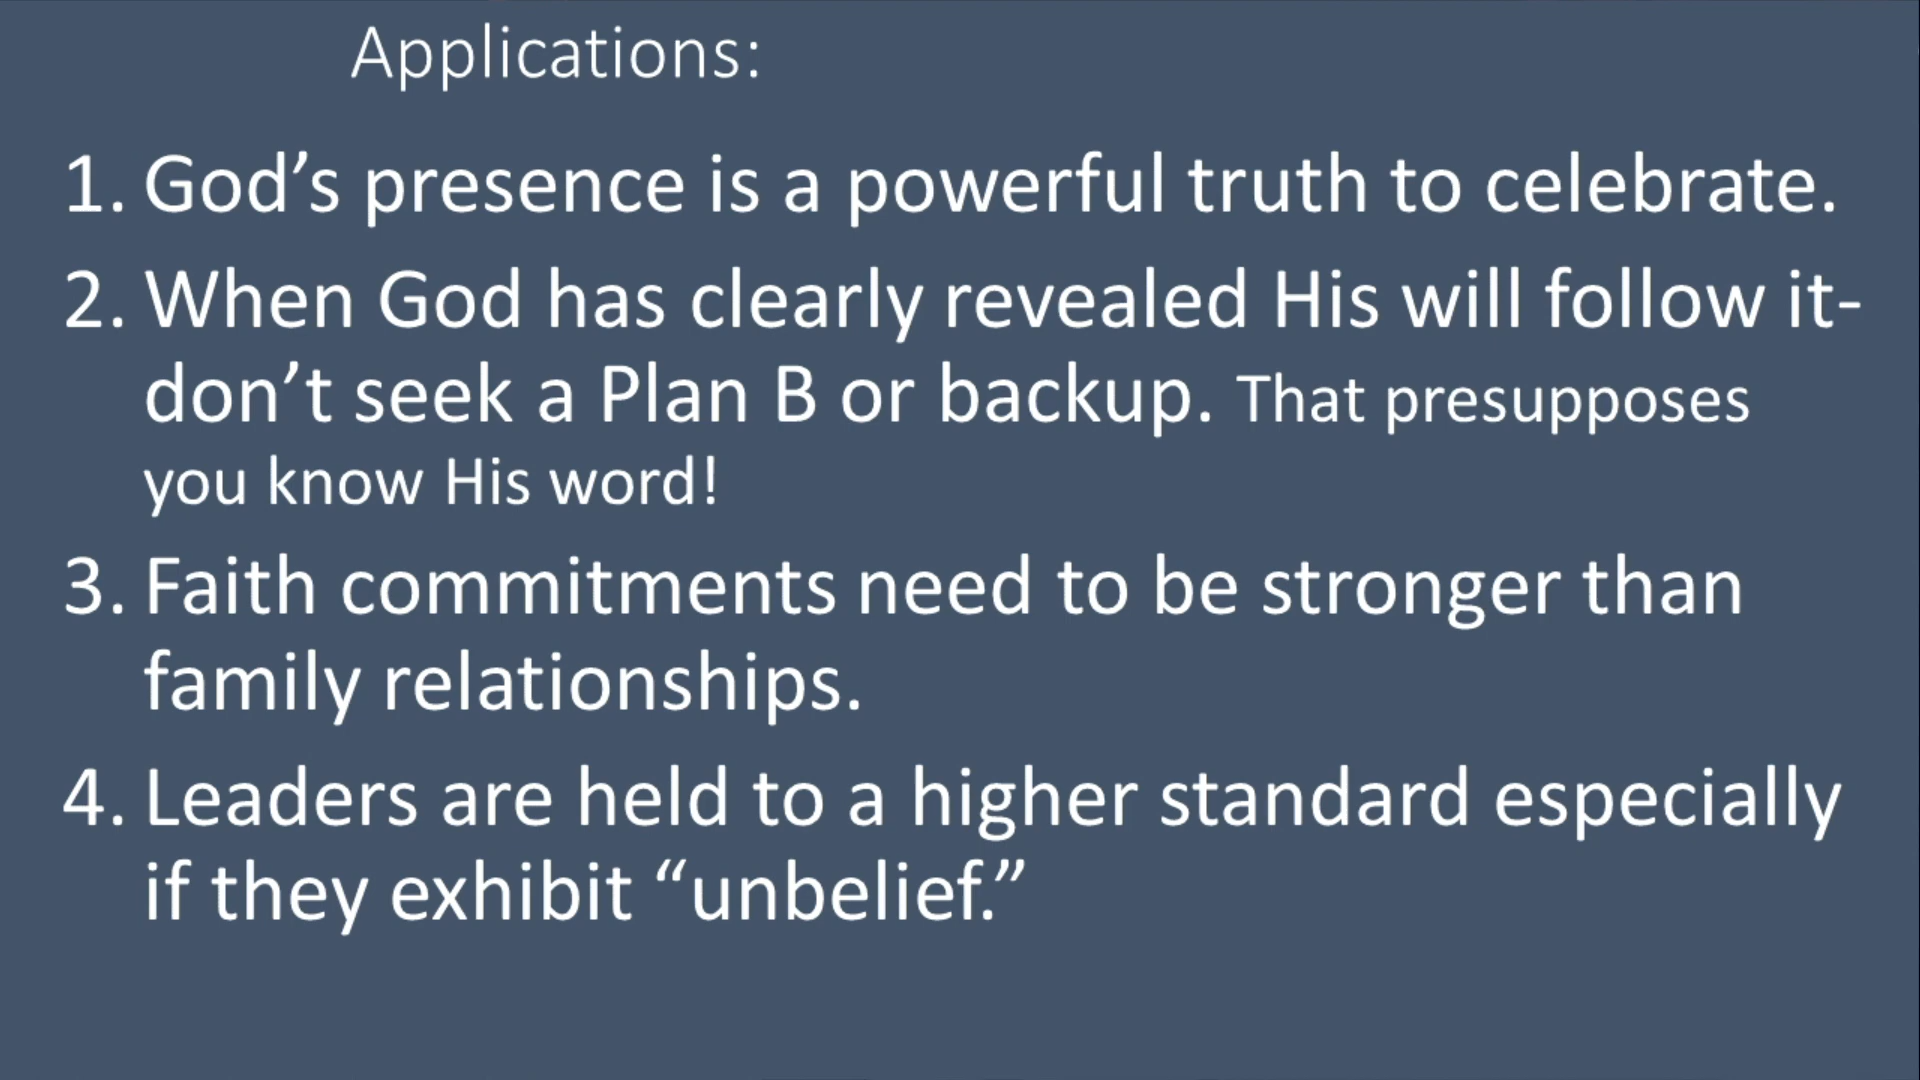 Applications:
1. God’s presence is a powerful truth to celebrate.
2. When God has clearly revealed His will follow it-
don’t seek a Plan B or backup. That presupposes
you know His word!
3. Faith commitments need to be stronger than
family relationships.
4. Leaders are held to a higher standard especially
if they exhibit “unbelief.”